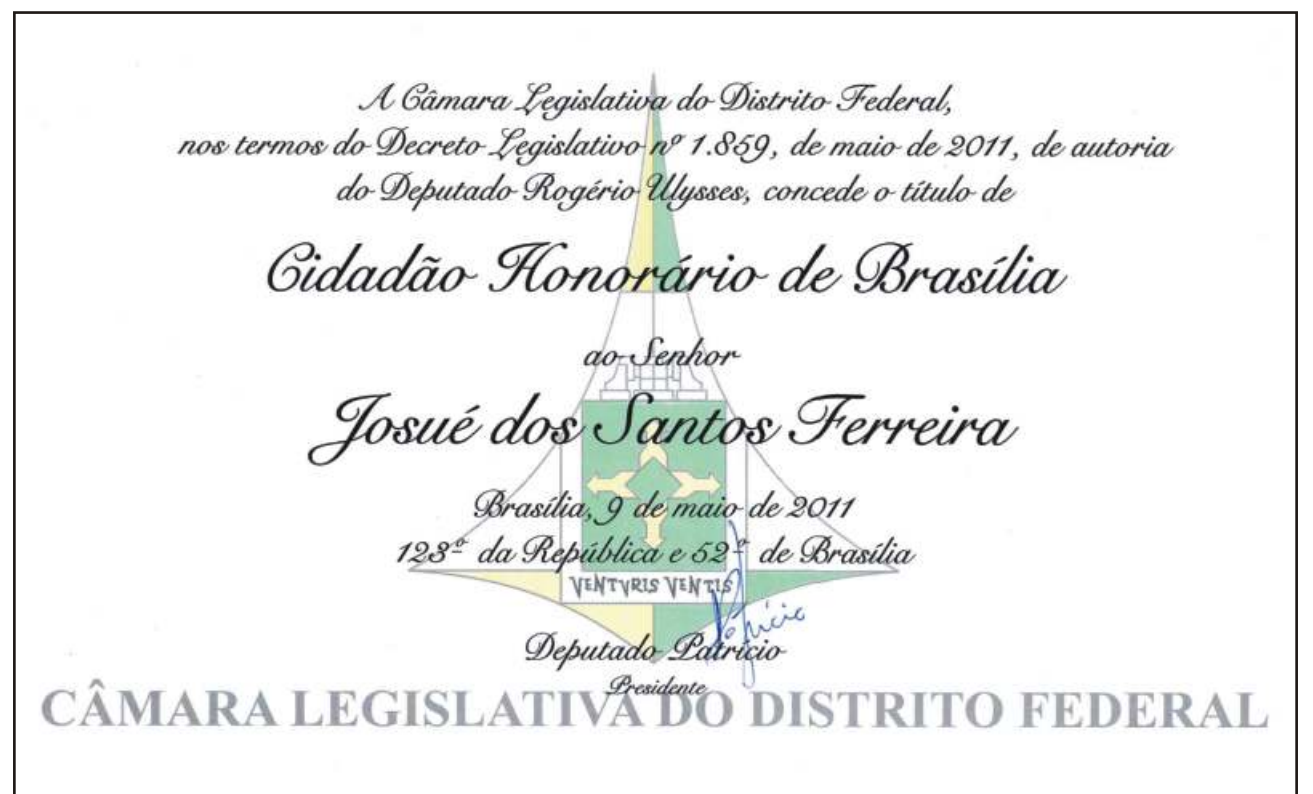 A Câmara Legislativa do Distrito Federal,
nos termos do Decreto Legislativo nº 1.859, de maio de 2011, de autoria
do Deputado Rogério Ulysses, concede o título de
Cidadão Honorário de Brasília
ao Senhor
Josué dos Santos Ferreira
Brasília, 9 de maio de 2011
123º da República e 52º de Brasília
VENTVRIS VENTIS
Patrício
Deputado Patrício
Presidente
CÂMARA LEGISLATIVA DO DISTRITO FEDERAL